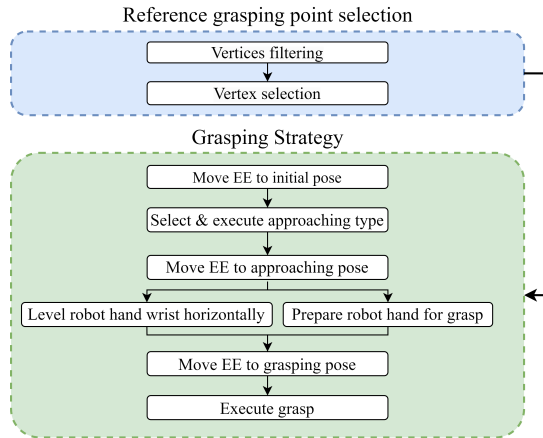 Reference grasping point selection
Vertices filtering
Vertex selection
Grasping Strategy
Move EE to initial pose
Select & execute approaching type
Move EE to approaching pose
Level robot hand wrist horizontally
Prepare robot hand for grasp
Move EE to grasping pose
Execute grasp